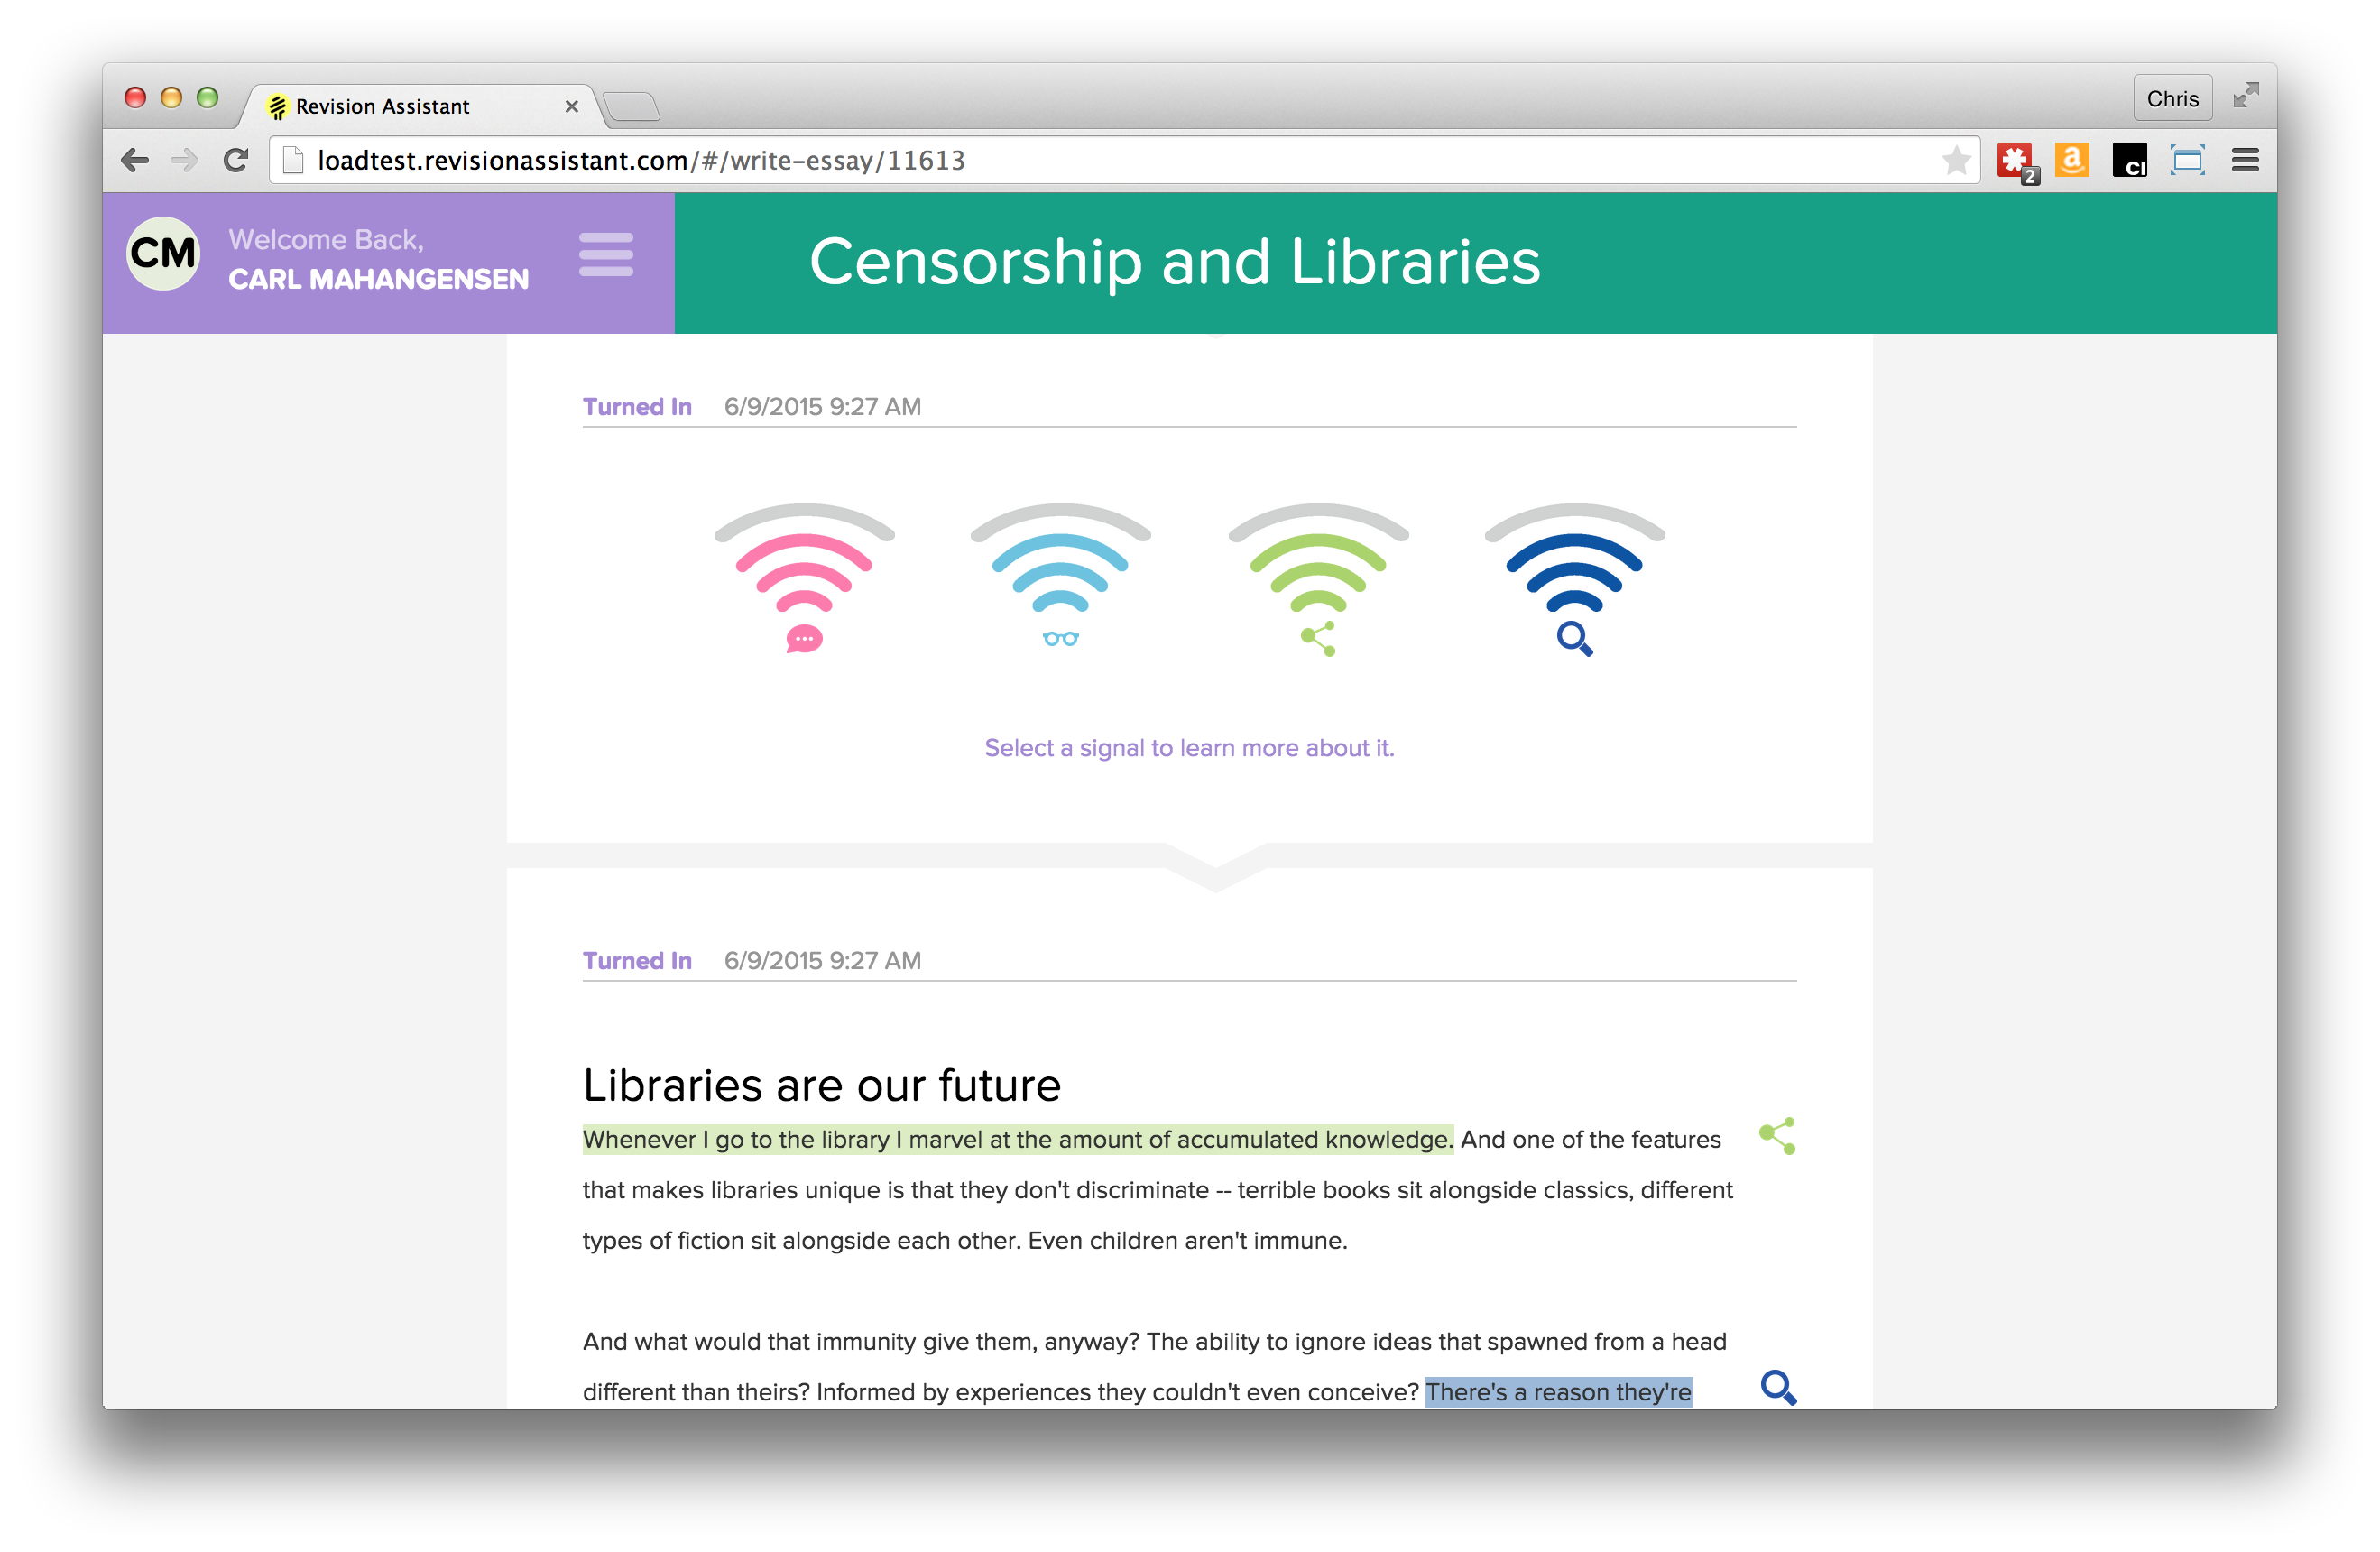 Revision Assistant
Chris
loadtest.revisionassistant.com/#/write-essay/11613
2
a
CI
CM
Welcome Back,
CARL MAHANGENSEN
Censorship and Libraries
Turned In 6/9/2015 9:27 AM
Select a signal to learn more about it.
Turned In 6/9/2015 9:27 AM
Libraries are our future
Whenever I go to the library I marvel at the amount of accumulated knowledge. And one of the features
that makes libraries unique is that they don't discriminate -- terrible books sit alongside classics, different
types of fiction sit alongside each other. Even children aren't immune.
And what would that immunity give them, anyway? The ability to ignore ideas that spawned from a head
different than theirs? Informed by experiences they couldn't even conceive? There's a reason they're